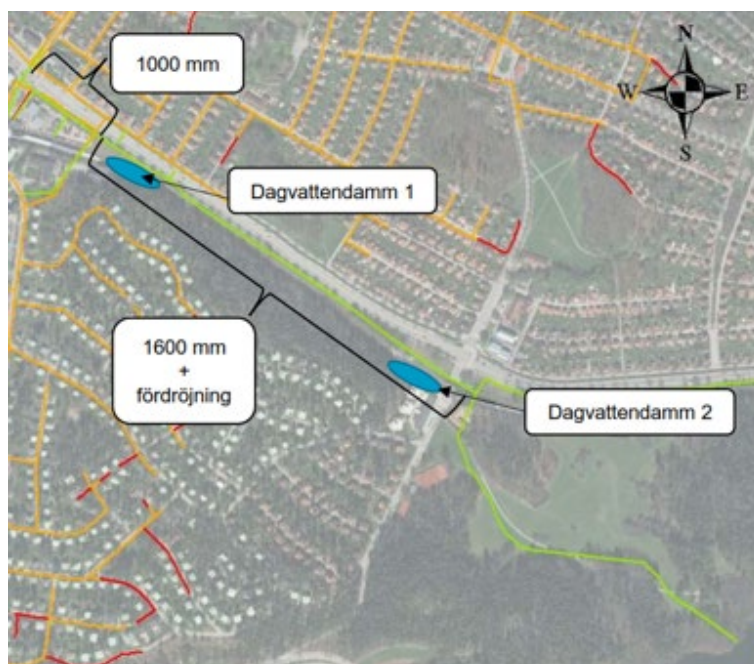 1000 mm
N
W
E
S
Dagvattendamm 1
1600 mm
+
fördröjning
Dagvattendamm 2